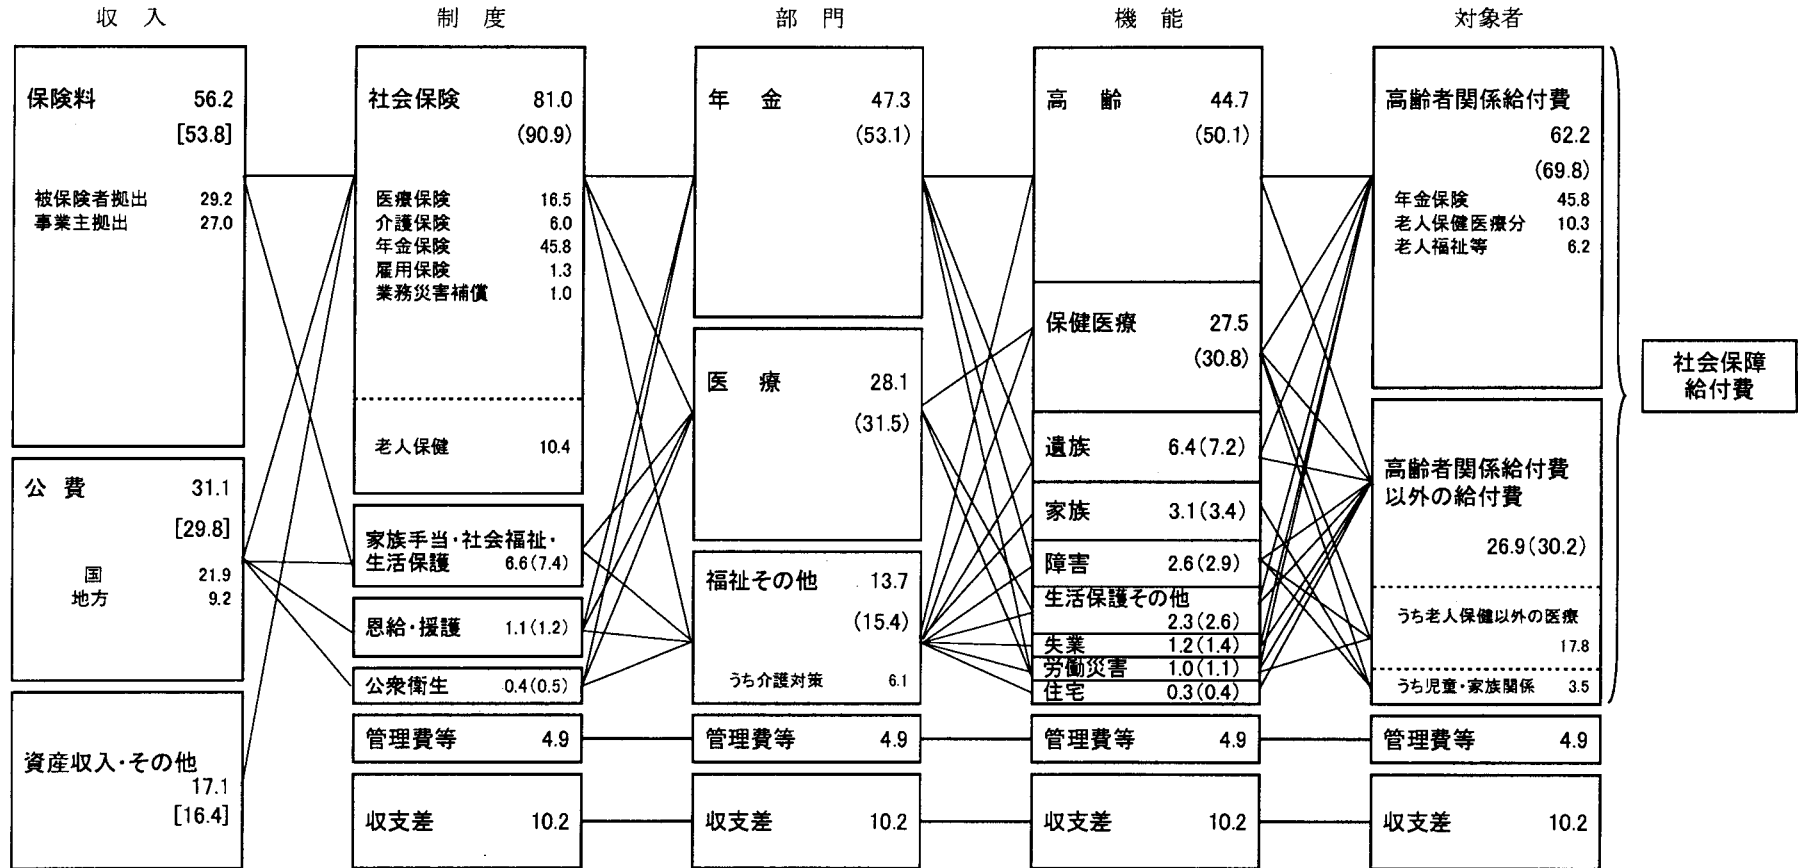 収 入
制 度
部 門
機 能
対象者
保険料 56.2
[53.8]
被保険者拠出 29.2
事業主拠出 27.0
公 費 31.1
[29.8]
国 21.9
地方 9.2
資産収入・その他
17.1
[16.4]
社会保険 81.0
(90.9)
医療保険 16.5
介護保険 6.0
年金保険 45.8
雇用保険 1.3
業務災害補償 1.0
老人保健 10.4
家族手当・社会福祉・
生活保護 6.6(7.4)
恩給・援護 1.1(1.2)
公衆衛生 0.4(0.5)
管理費等 4.9
収支差 10.2
年 金 47.3
(53.1)
医 療 28.1
(31.5)
福祉その他 13.7
(15.4)
うち介護対策 6.1
管理費等 4.9
収支差 10.2
高 齢 44.7
(50.1)
保健医療 27.5
(30.8)
遺族 6.4(7.2)
家族 3.1(3.4)
障害 2.6(2.9)
生活保護その他
2.3(2.6)
失業 1.2(1.4)
労働災害 1.0(1.1)
住宅 0.3(0.4)
管理費等 4.9
収支差 10.2
高齢者関係給付費
62.2
(69.8)
年金保険 45.8
老人保健医療分 10.3
老人福祉等 6.2
高齢者関係給付費
以外の給付費
26.9(30.2)
うち老人保健以外の医療
17.8
うち児童・家族関係 3.5
管理費等 4.9
収支差 10.2
社会保障
給付費